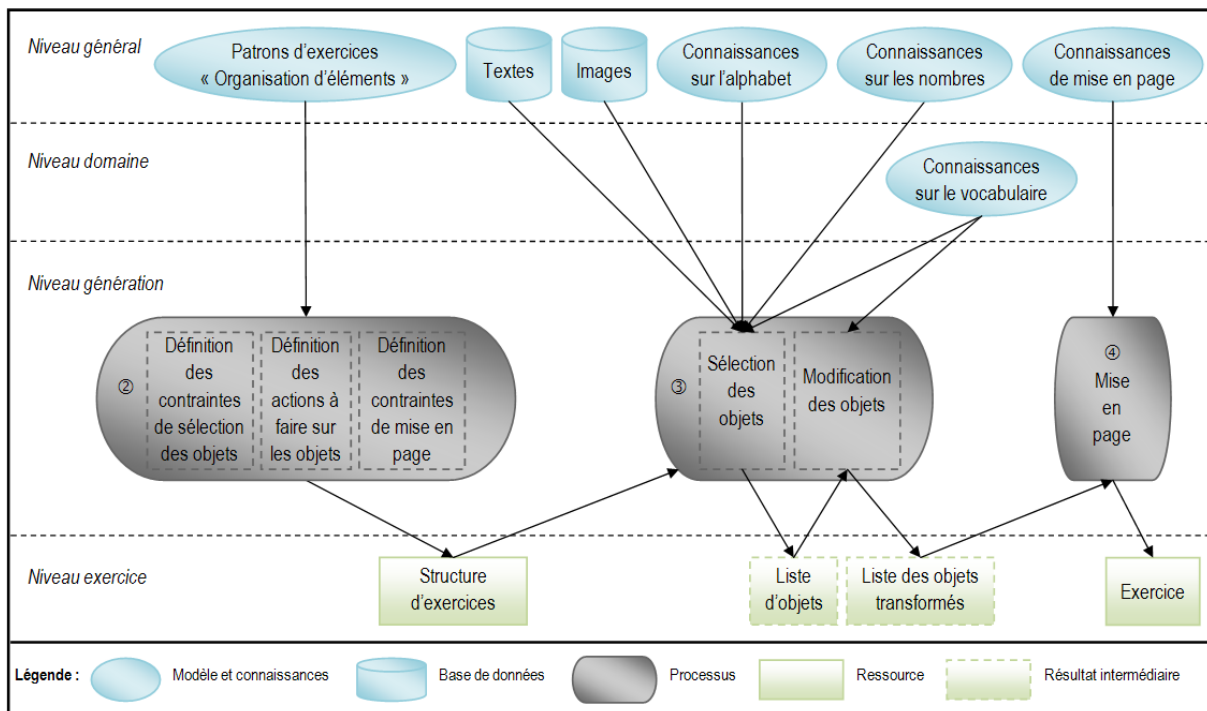 Niveau général
Patrons d'exercices
« Organisation d'éléments »
Textes
Images
Connaissances
sur l'alphabet
Connaissances
sur les nombres
Connaissances
de mise en page
Niveau domaine
Connaissances
sur le vocabulaire
Niveau génération
②
Définition
des
contraintes
de sélection
des objets
Définition
des
actions à
faire sur
les objets
Définition
des
contraintes
de mise en
page
③
Sélection
des
objets
Modification
des objets
④
Mise
en
page
Niveau exercice
Structure
d'exercices
Liste
d'objets
Liste des objets
transformés
Exercice
Légende :
Modèle et connaissances
Base de données
Processus
Ressource
Résultat intermédiaire